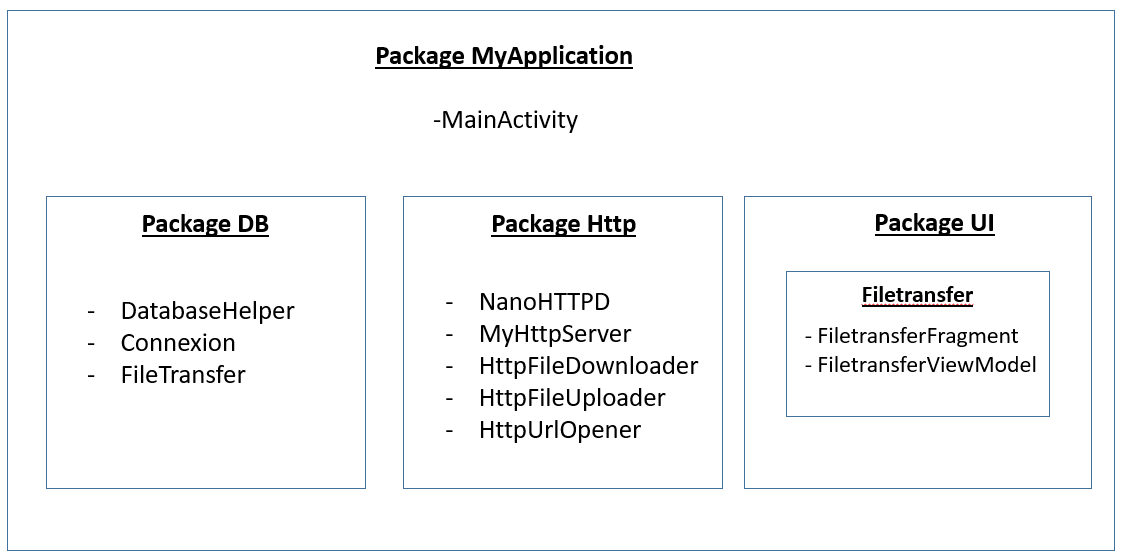 Package MyApplication
-MainActivity
Package DB
- DatabaseHelper
- Connexion
- FileTransfer
Package Http
- NanoHTTPD
- MyHttpServer
- HttpFileDownloader
- HttpFileUploader
- HttpUrlOpener
Package UI
Filetransfer
- FiletransferFragment
- FiletransferViewModel